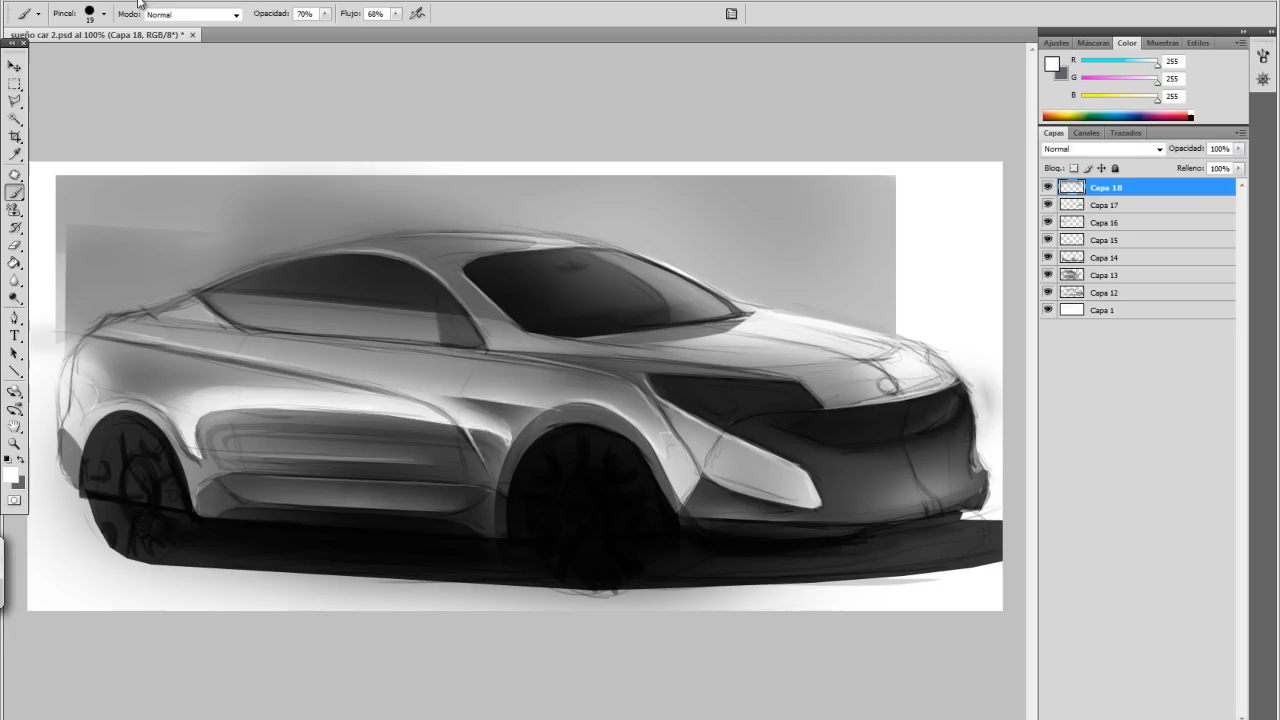 Pincel: 19 Modo: Normal Opacidad: 70% Flujo: 68%
sueño car 2.psd al 100% (Capa 18, RGB/8*) *
Ajustes Máscaras Color Muestras Estilos
R 255
G 255
B 255
Capas Canales Trazados
Normal Opacidad: 100%
Bloq.: Relleno: 100%
Capa 18
Capa 17
Capa 16
Capa 15
Capa 14
Capa 13
Capa 12
Capa 1